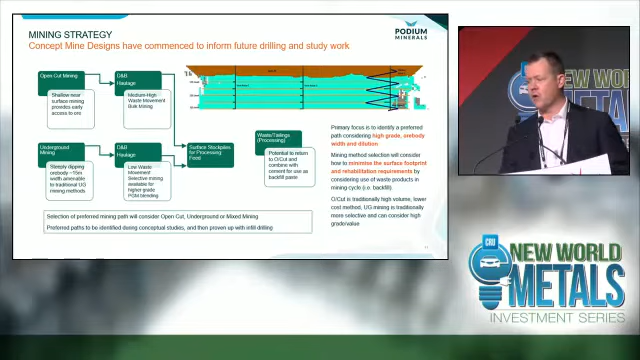 MINING STRATEGY
Concept Mine Designs have commenced to inform future drilling and study work
PODIUM
MINERALS
Open Cut Mining
D&B
Haulage
Shallow near
surface mining
provides early
access to ore
Medium-High
Waste Movement
Bulk Mining
Underground
Mining
D&B
Haulage
Surface Stockpiles
for Processing
Feed
Waste/Tailings
(Processing)
Steeply dipping
orebody ~15m
width amenable
to traditional UG
mining methods
Low Waste
Movement
Selective mining
available for
higher grade
PGM blending
Potential to return
to O/Cut and
combine with
cement for use as
backfill paste
Primary focus is to identify a preferred
path considering high grade, orebody
width and dilution
Mining method selection will consider
how to minimise the surface footprint
and rehabilitation requirements by
considering use of waste products in
mining cycle (i.e. backfill)
O/Cut is traditionally high volume, lower
cost method, UG mining is traditionally
more selective and can consider high
grade/value
Selection of preferred mining path will consider Open Cut, Underground or Mixed Mining
Preferred paths to be identified during conceptual studies, and then proven up with infill drilling
CRU
NEW WORLD
METALS
INVESTMENT SERIES
NEW WORLD
METALS